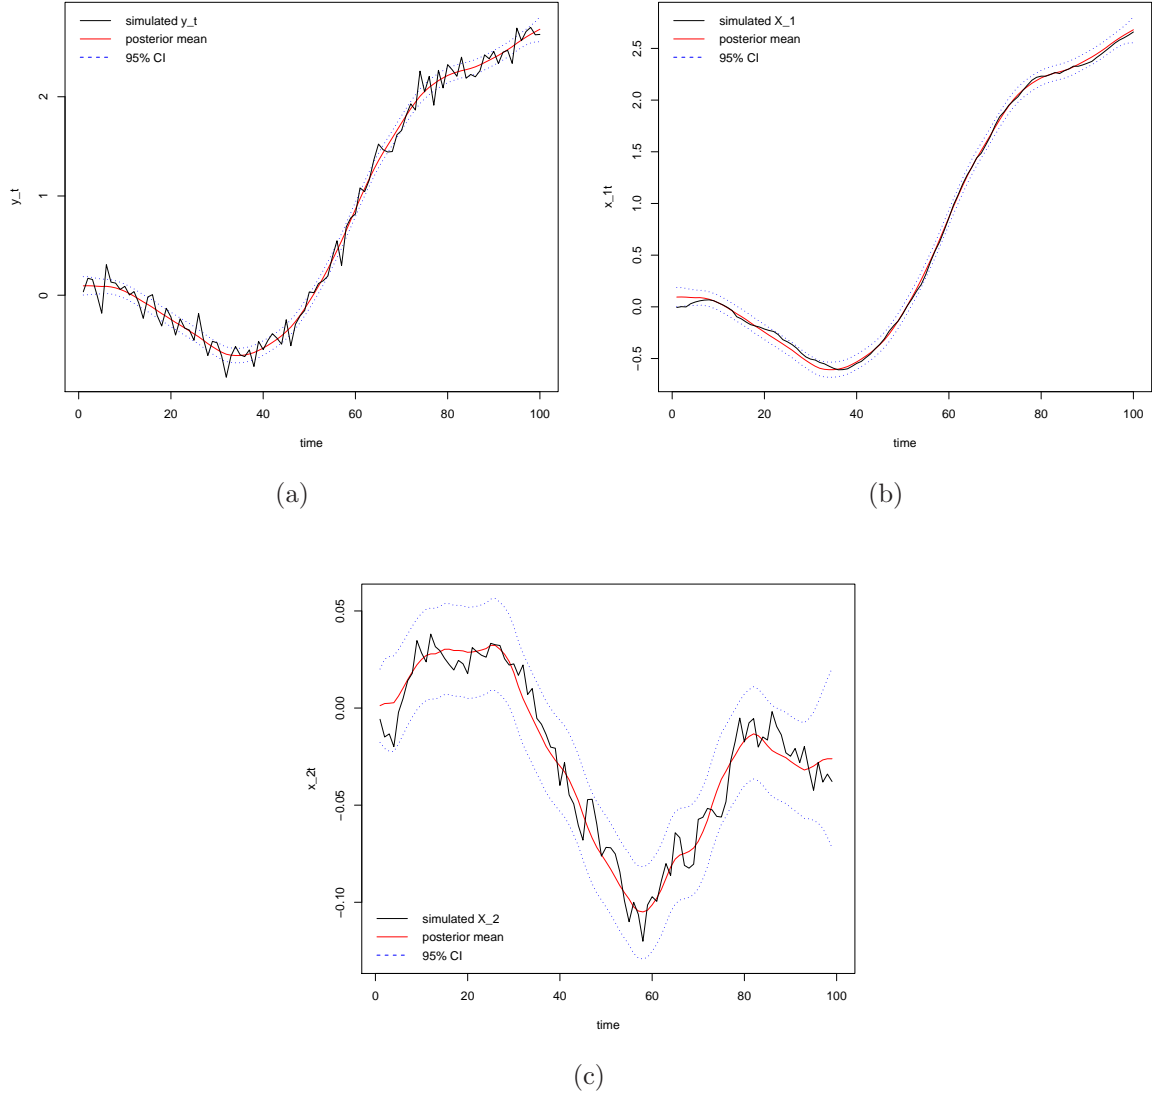 simulated y_t
posterior mean
95% CI
y_t
0
1
2
0
20
40
60
80
100
time
(a)
simulated X_1
posterior mean
95% CI
x_1t
−0.5
0.0
0.5
1.0
1.5
2.0
2.5
0
20
40
60
80
100
time
(b)
x_2t
−0.10
−0.05
0.00
0.05
simulated X_2
posterior mean
95% CI
0
20
40
60
80
100
time
(c)